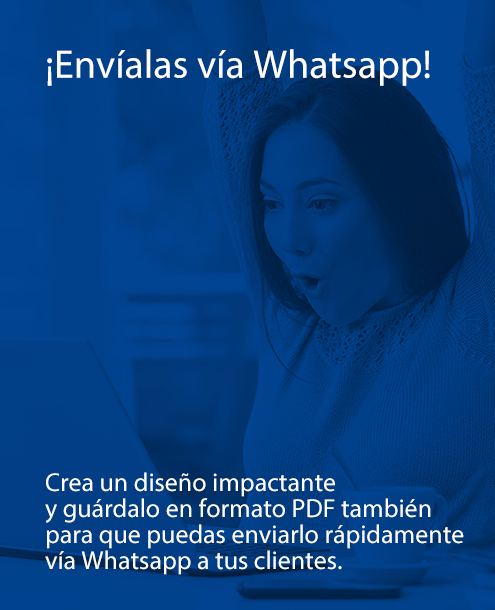 ¡Envíalas vía Whatsapp!
Crea un diseño impactante
y guárdalo en formato PDF también
para que puedas enviarlo rápidamente
vía Whatsapp a tus clientes.